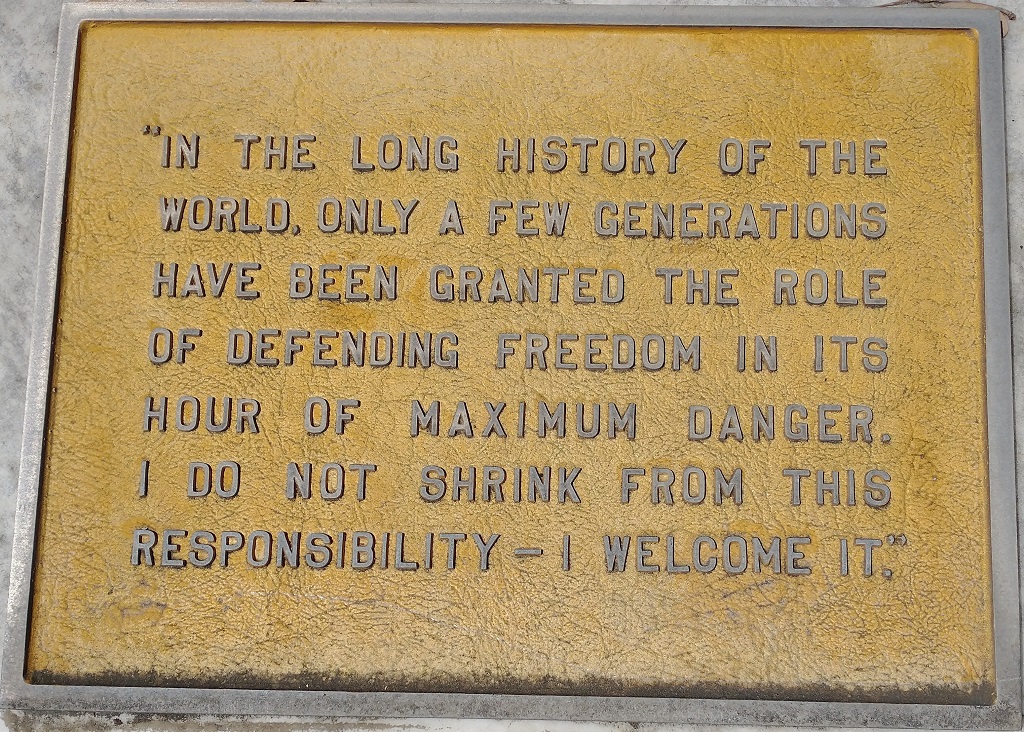 "IN THE LONG HISTORY OF THE
WORLD, ONLY A FEW GENERATIONS
HAVE BEEN GRANTED THE ROLE
OF DEFENDING FREEDOM IN ITS
HOUR OF MAXIMUM DANGER.
I DO NOT SHRINK FROM THIS
RESPONSIBILITY — I WELCOME IT."